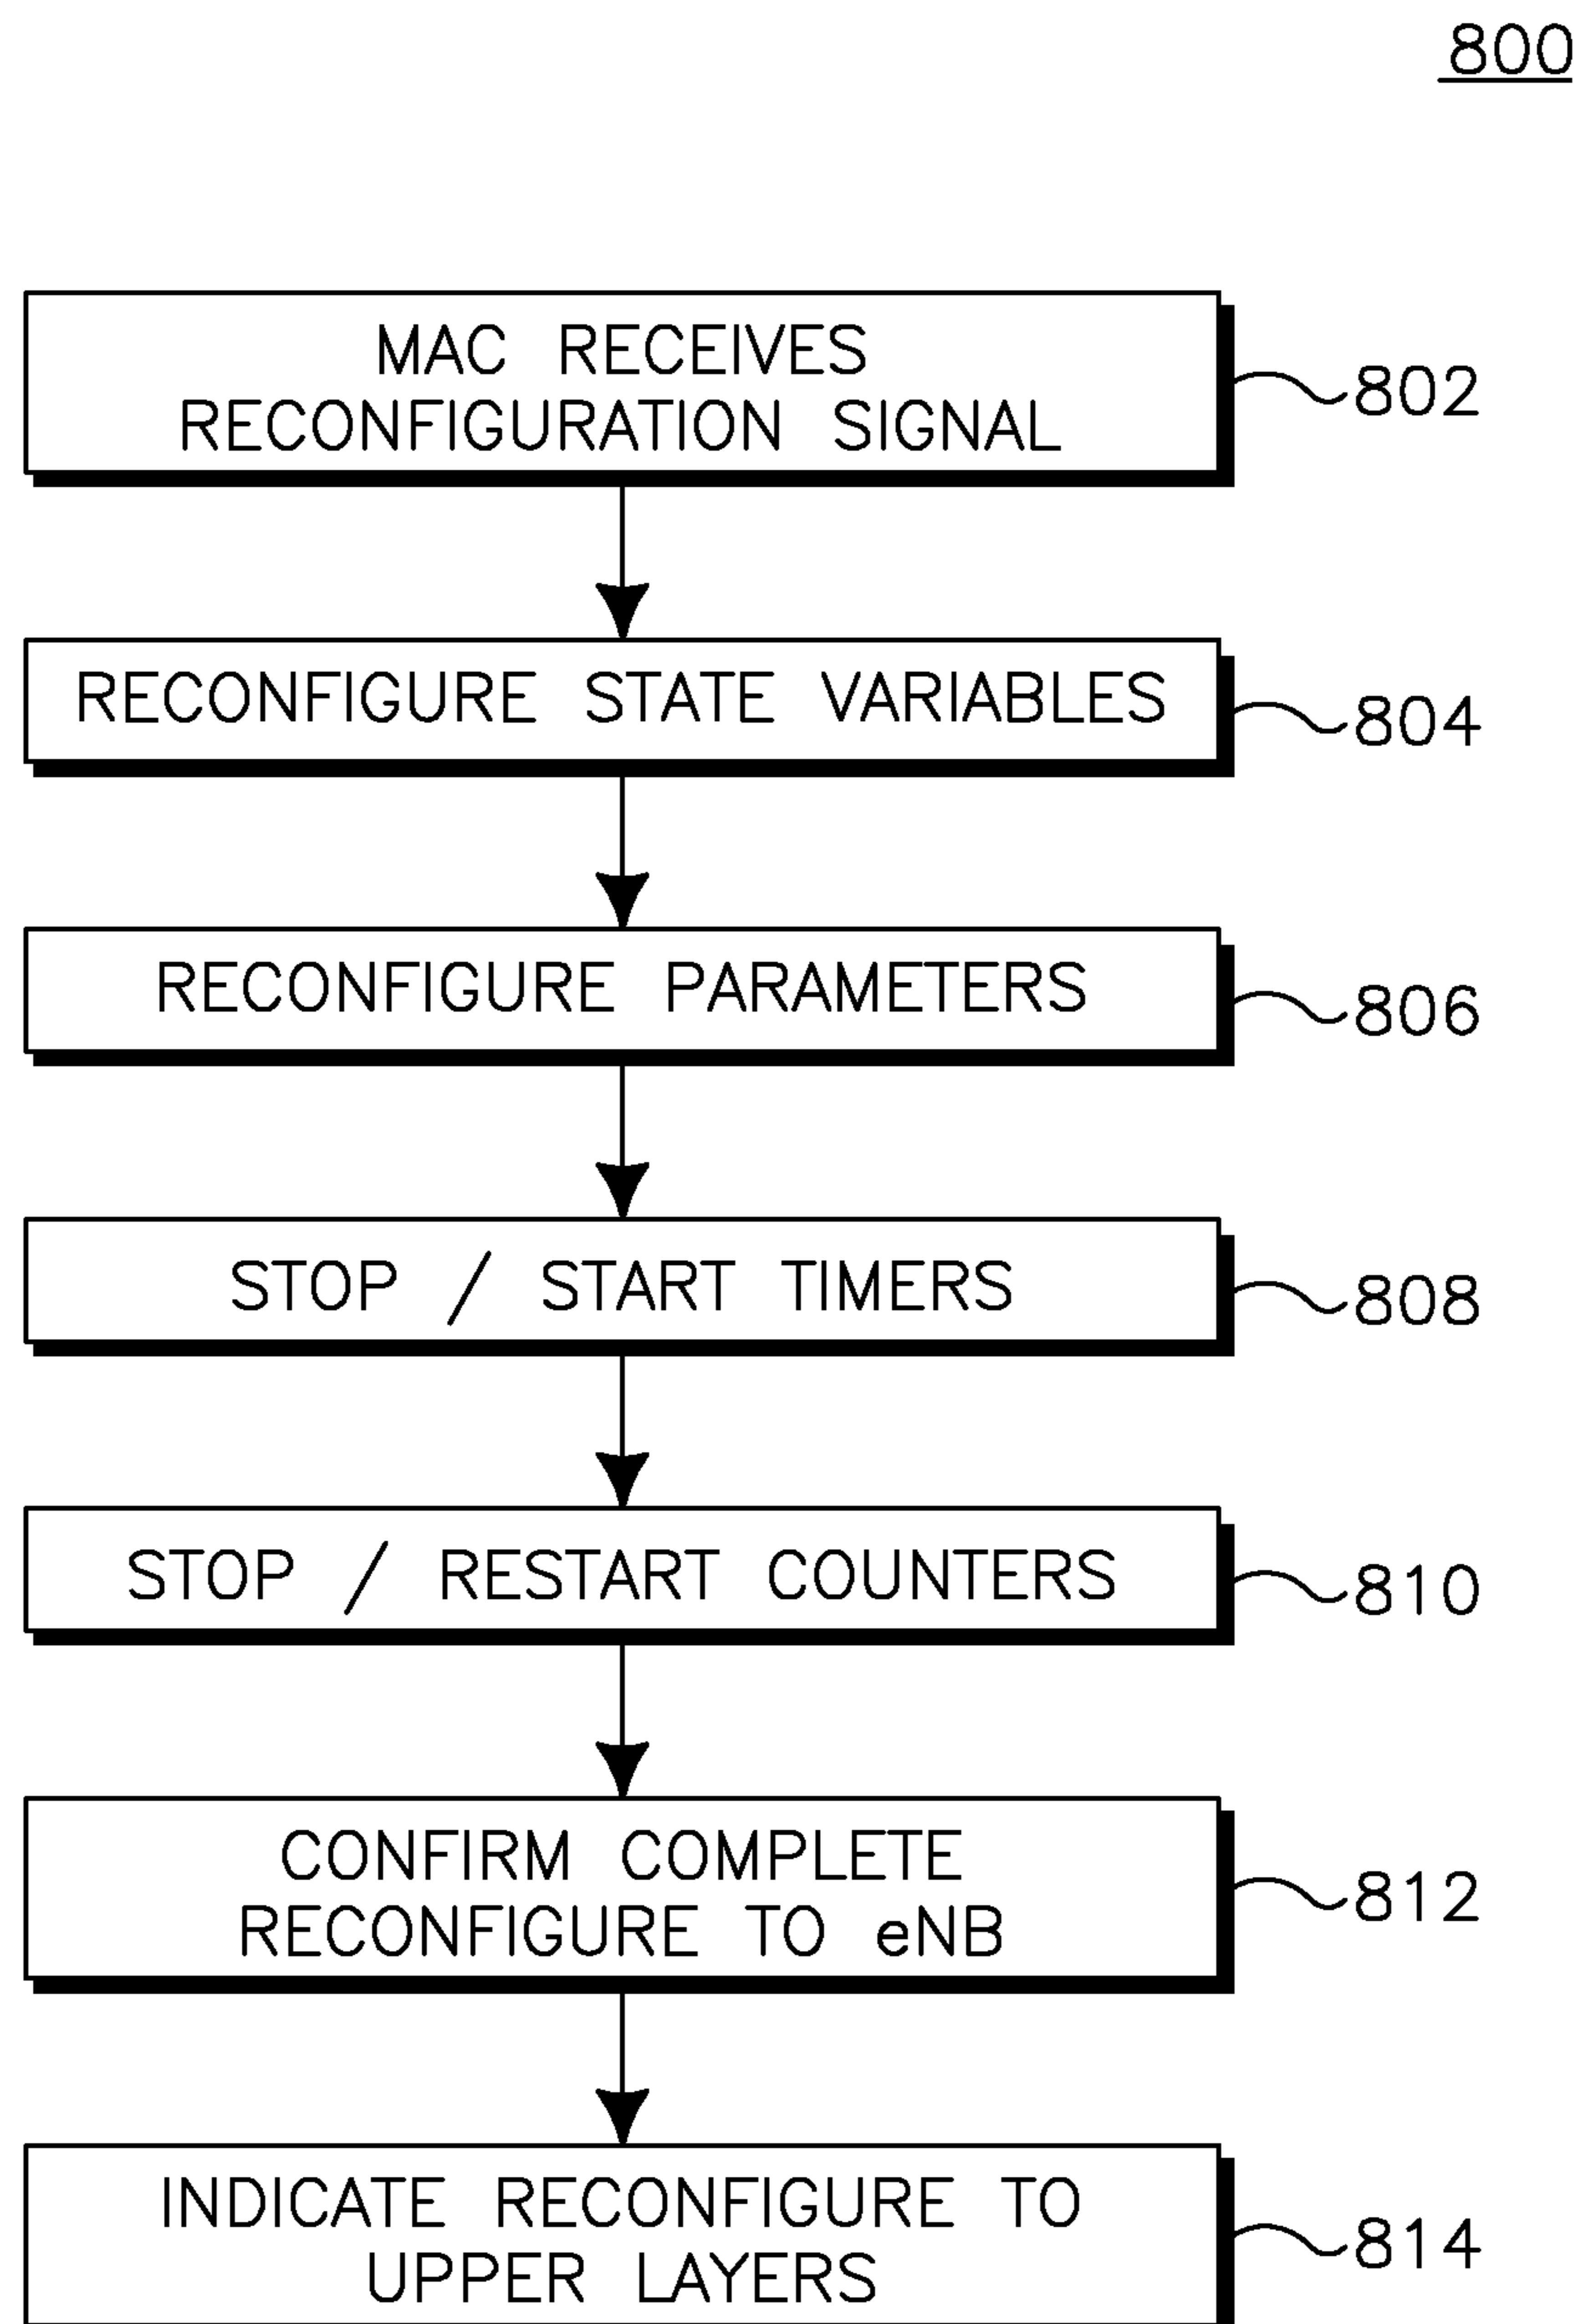 800
MAC RECEIVES
RECONFIGURATION SIGNAL
802
RECONFIGURE STATE VARIABLES
804
RECONFIGURE PARAMETERS
806
STOP / START TIMERS
808
STOP / RESTART COUNTERS
810
CONFIRM COMPLETE
RECONFIGURE TO eNB
812
INDICATE RECONFIGURE TO
UPPER LAYERS
814